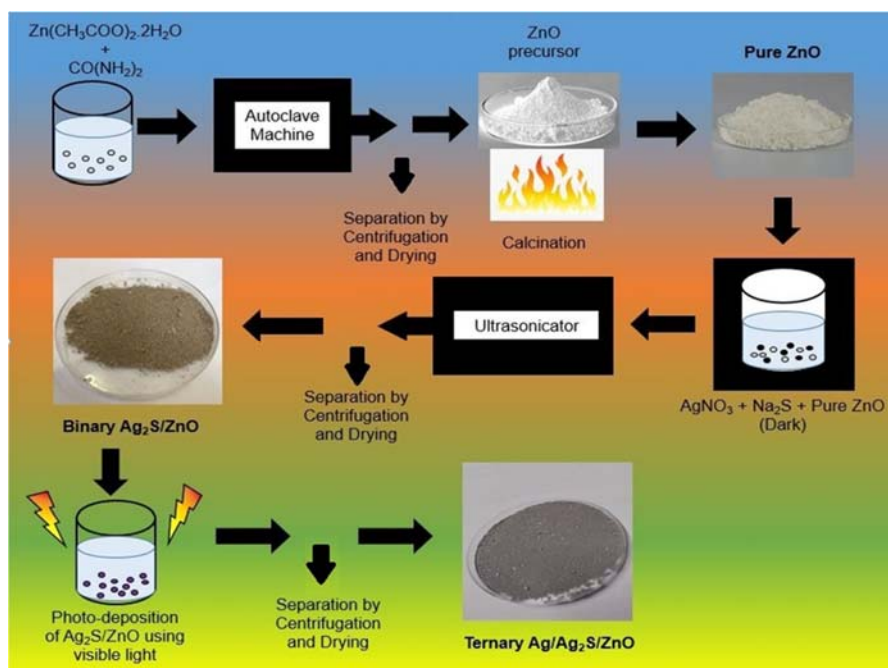 Zn(CH₃COO)₂.2H₂O
+
CO(NH₂)₂
Autoclave
Machine
Separation by
Centrifugation
and Drying
ZnO
precursor
Calcination
Pure ZnO
AgNO₃ + Na₂S + Pure ZnO
(Dark)
Ultrasonicator
Separation by
Centrifugation
and Drying
Binary Ag₂S/ZnO
Photo-deposition
of Ag₂S/ZnO using
visible light
Separation by
Centrifugation
and Drying
Ternary Ag/Ag₂S/ZnO